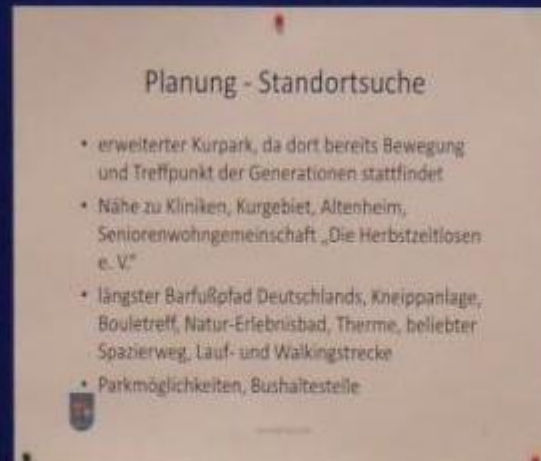 Planung - Standortsuche
• erweiterter Kurpark, da dort bereits Bewegung
und Treffpunkt der Generationen stattfindet
• Nähe zu Kliniken, Kurgebiet, Altenheim,
Seniorenwohngemeinschaft „Die Herbstzeitlosen
e. V."
• längster Barfußpfad Deutschlands, Kneippanlage,
Bouletreff, Natur-Erlebnisbad, Therme, beliebter
Spazierweg, Lauf- und Walkingstrecke
• Parkmöglichkeiten, Bushaltestelle